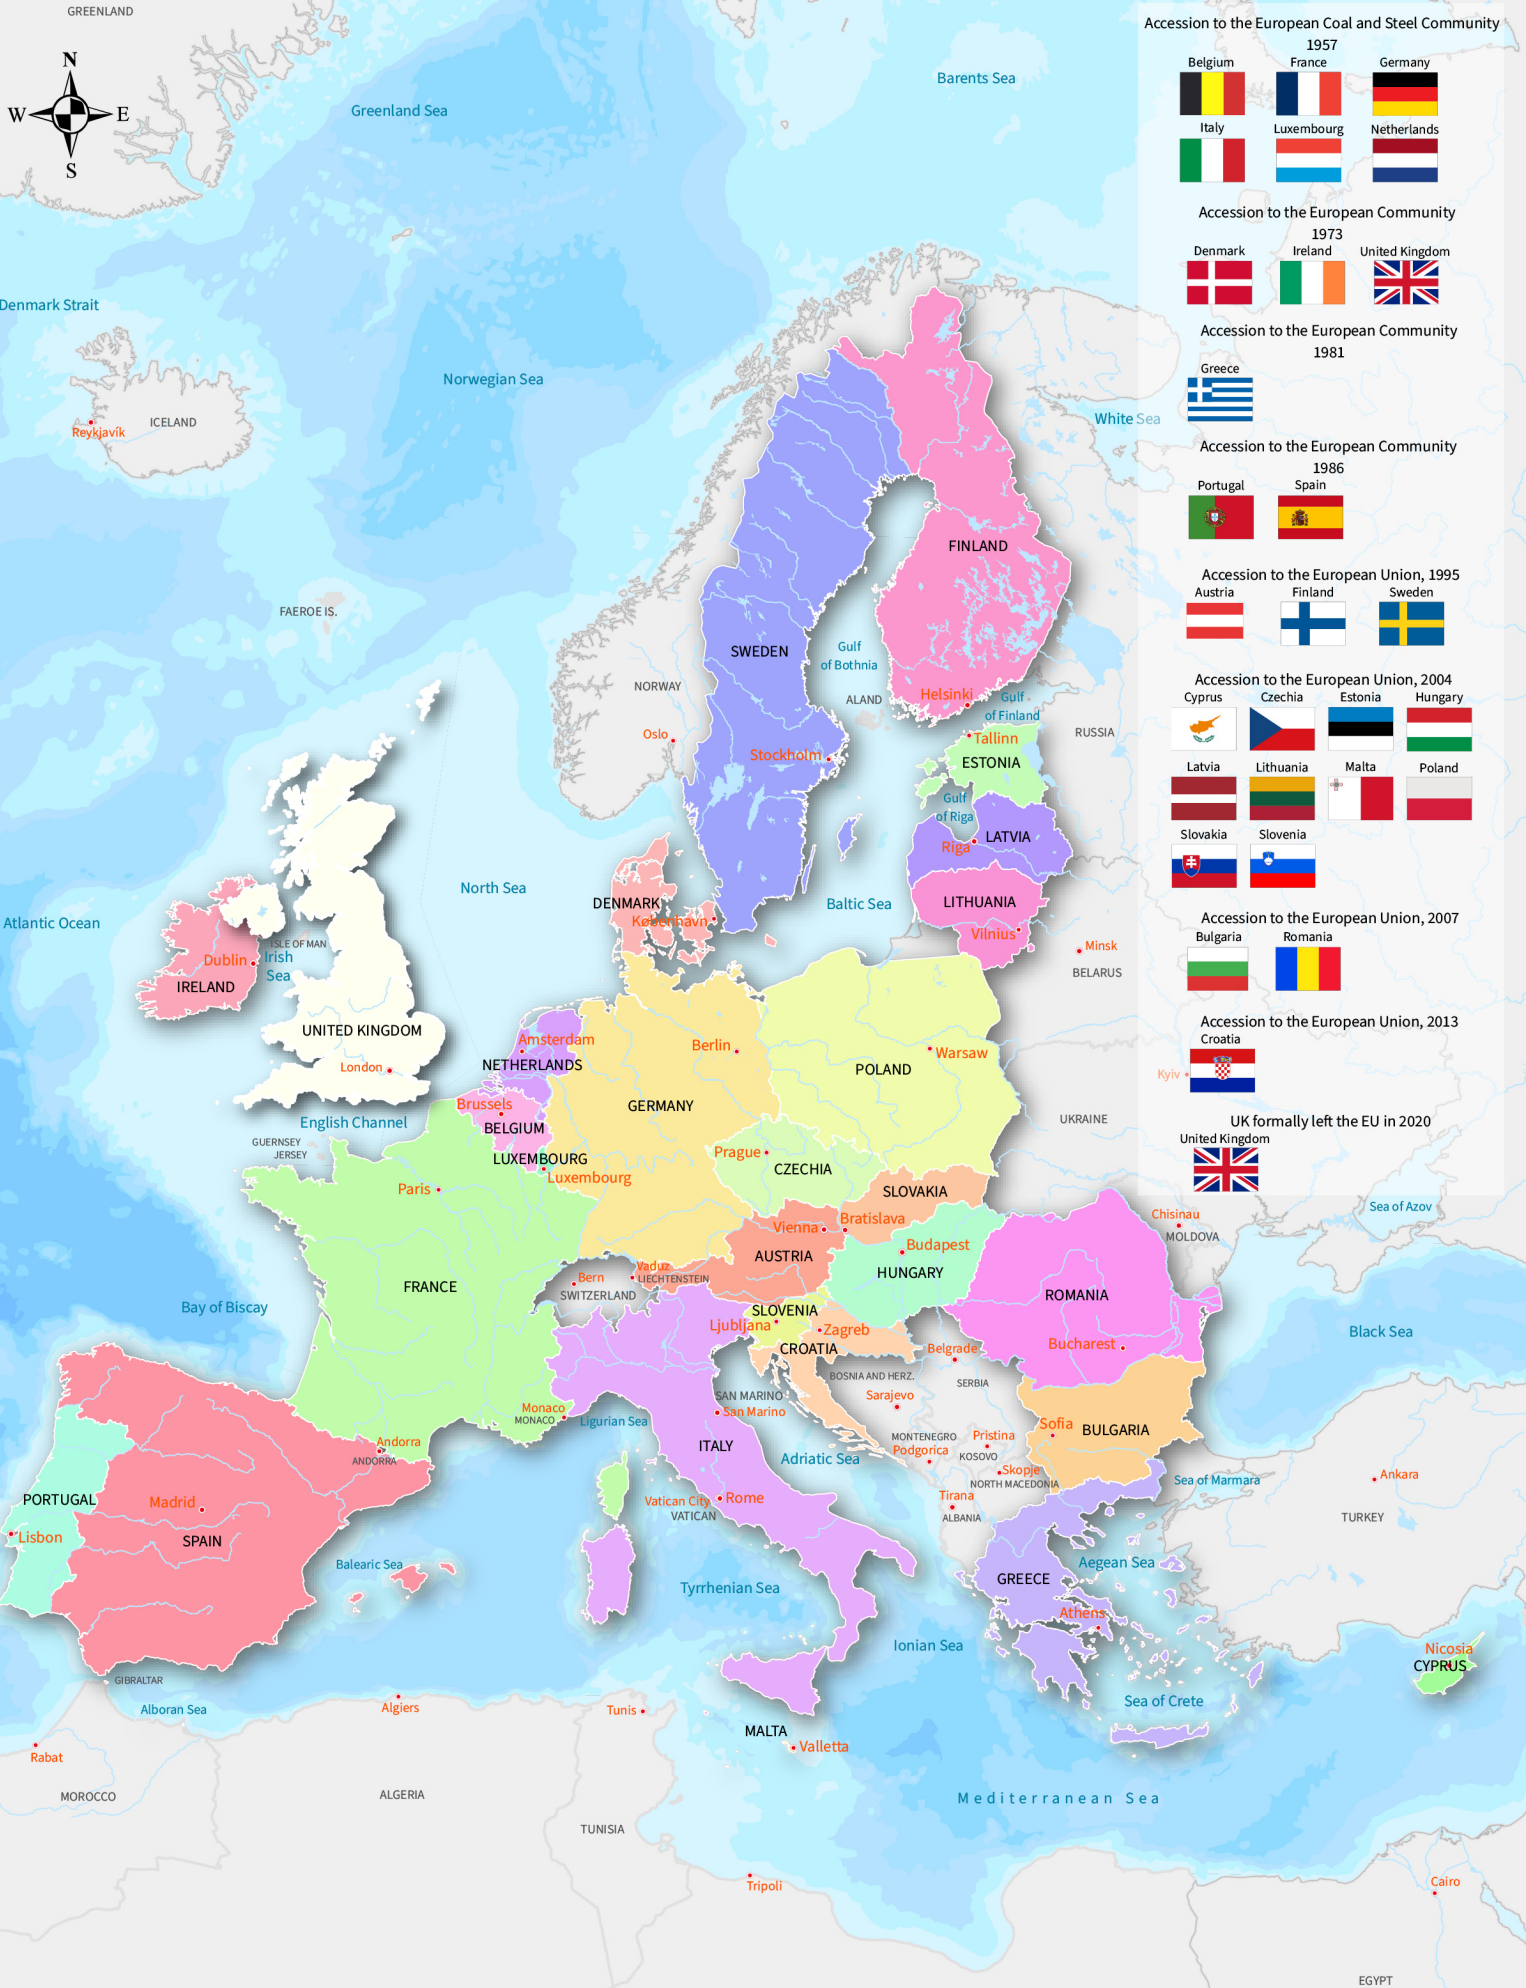 GREENLAND
N
W
E
S
Greenland Sea
Barents Sea
Denmark Strait
Norwegian Sea
White Sea
Reykjavík
ICELAND
FAEROE IS.
FINLAND
SWEDEN
Gulf
of Bothnia
NORWAY
ALAND
Helsinki
Gulf
of Finland
Oslo
Stockholm
Tallinn
RUSSIA
ESTONIA
Gulf
of Riga
Riga
LATVIA
North Sea
DENMARK
København
Baltic Sea
LITHUANIA
Vilnius
Minsk
BELARUS
Atlantic Ocean
ISLE OF MAN
Irish
Sea
Dublin
IRELAND
UNITED KINGDOM
London
Amsterdam
NETHERLANDS
Berlin
Warsaw
POLAND
Kyiv
Brussels
BELGIUM
GERMANY
UKRAINE
English Channel
GUERNSEY
JERSEY
LUXEMBOURG
Luxembourg
Prague
CZECHIA
Paris
SLOVAKIA
Vienna
Bratislava
Chisinau
MOLDOVA
Sea of Azov
AUSTRIA
Budapest
HUNGARY
Vaduz
LIECHTENSTEIN
Bern
SWITZERLAND
FRANCE
Bay of Biscay
ROMANIA
SLOVENIA
Ljubljana
Zagreb
CROATIA
Belgrade
Bucharest
Black Sea
BOSNIA AND HERZ.
SERBIA
Sarajevo
SAN MARINO
San Marino
Monaco
MONACO
Ligurian Sea
Andorra
ANDORRA
ITALY
Adriatic Sea
MONTENEGRO
Podgorica
Pristina
KOSOVO
Sofia
BULGARIA
Skopje
NORTH MACEDONIA
Sea of Marmara
Ankara
PORTUGAL
Lisbon
Madrid
SPAIN
Vatican City
VATICAN
Rome
Tirana
ALBANIA
TURKEY
Balearic Sea
Tyrrhenian Sea
GREECE
Aegean Sea
Athens
Ionian Sea
Nicosia
CYPRUS
GIBRALTAR
Alboran Sea
Algiers
Tunis
MALTA
Valletta
Sea of Crete
Rabat
MOROCCO
ALGERIA
TUNISIA
Mediterranean Sea
Tripoli
Cairo
EGYPT
Accession to the European Coal and Steel Community
1957
Belgium
France
Germany
Italy
Luxembourg
Netherlands
Accession to the European Community
1973
Denmark
Ireland
United Kingdom
Accession to the European Community
1981
Greece
Accession to the European Community
1986
Portugal
Spain
Accession to the European Union, 1995
Austria
Finland
Sweden
Accession to the European Union, 2004
Cyprus
Czechia
Estonia
Hungary
Latvia
Lithuania
Malta
Poland
Slovakia
Slovenia
Accession to the European Union, 2007
Bulgaria
Romania
Accession to the European Union, 2013
Croatia
UK formally left the EU in 2020
United Kingdom